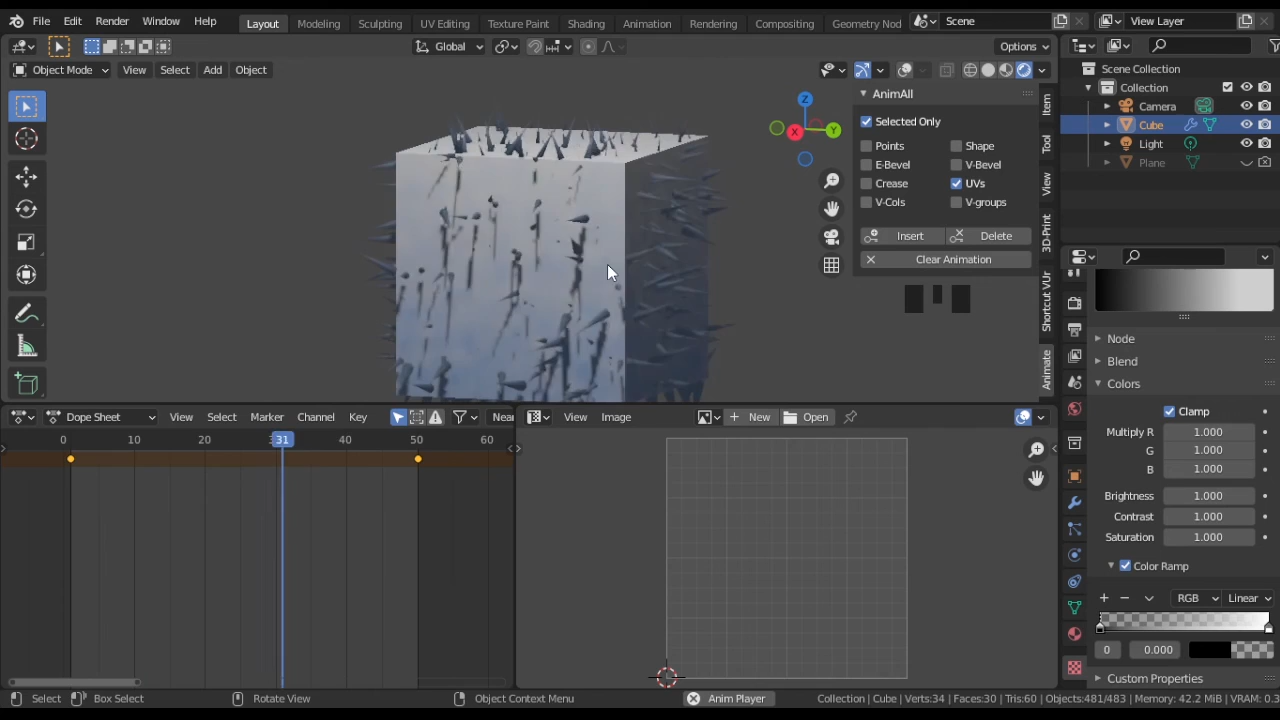 File Edit Render Window Help Layout Modeling Sculpting UV Editing Texture Paint Shading Animation Rendering Compositing Geometry Nod Scene View Layer
Global Options
Object Mode View Select Add Object
AnimAll
Selected Only
Points Shape
E-Bevel V-Bevel
Crease UVs
V-Cols V-groups
Insert Delete
Clear Animation
Item
Tool
View
3D-Print
Shortcut VUr
Animate
X
Y
Z
Scene Collection
Collection
Camera
Cube
Light
Plane
Node
Blend
Colors
Clamp
Multiply R 1.000
G 1.000
B 1.000
Brightness 1.000
Contrast 1.000
Saturation 1.000
Color Ramp
RGB Linear
0 0.000
Custom Properties
Dope Sheet View Select Marker Channel Key Near
0 10 20 31 40 50 60
View Image New Open
Select Box Select Rotate View Object Context Menu Anim Player Collection | Cube | Verts:34 | Faces:30 | Tris:60 | Objects:481/483 | Memory: 42.2 MiB | VRAM: 0.3